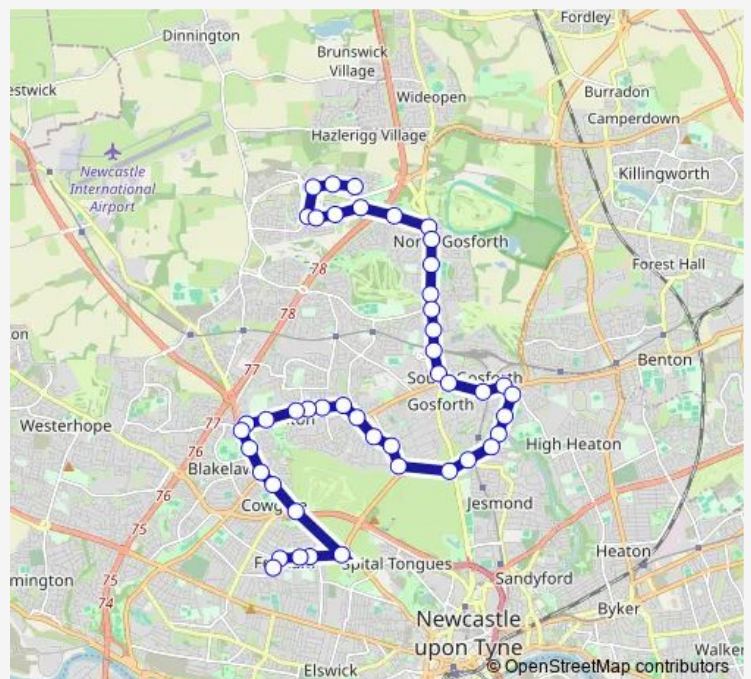 Fordley
Dinnington
Brunswick
Village
estwick
Wideopen
Burradon
Camperdown
Hazlerigg Village
Newcastle
International
Airport
Killingworth
Gosforth
Forest Hall
78
78
on
Benton
77
Gosforth
Westerhope
77
High Heaton
76
Jesmond
76
75
Heaton
Spital Tongues
mington
Sandyford
75
74
Byker
Newcastle
upon Tyne
Walker
Elswick
© OpenStreetMap contributors